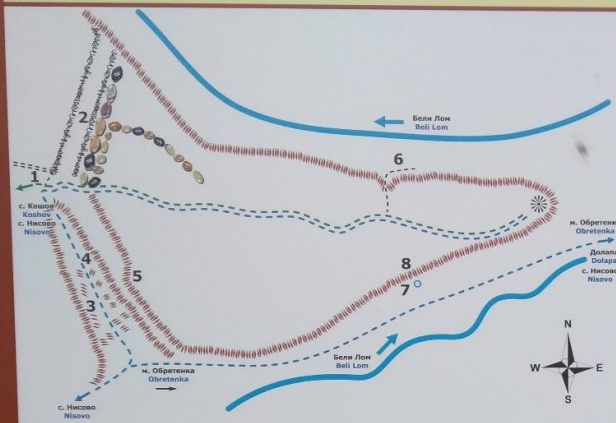 2
Бели Лом
Beli Lom
6
1
с. Кошов
Koshov
с. Нисово
Nisovo
м. Обретенка
Obretenka
Долапа
Dolapa
с. Нисово
Nisovo
4
5
8
7
3
Бели Лом
Beli Lom
м. Обретенка
Obretenka
с. Нисово
Nisovo
N
W E
S